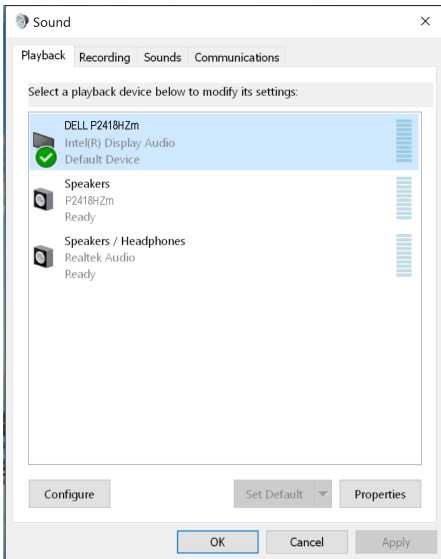 Sound
Playback Recording Sounds Communications
Select a playback device below to modify its settings:
DELL P2418HZm
Intel(R) Display Audio
Default Device
Speakers
P2418HZm
Ready
Speakers / Headphones
Realtek Audio
Ready
Configure Set Default Properties
OK Cancel Apply